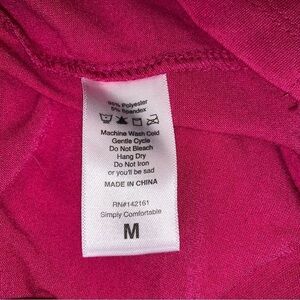 95% Polyester
5% Spandex
Machine Wash Cold
Gentle Cycle
Do Not Bleach
Hang Dry
Do Not Iron
or you'll be sad
MADE IN CHINA
RN#142161
Simply Comfortable
M